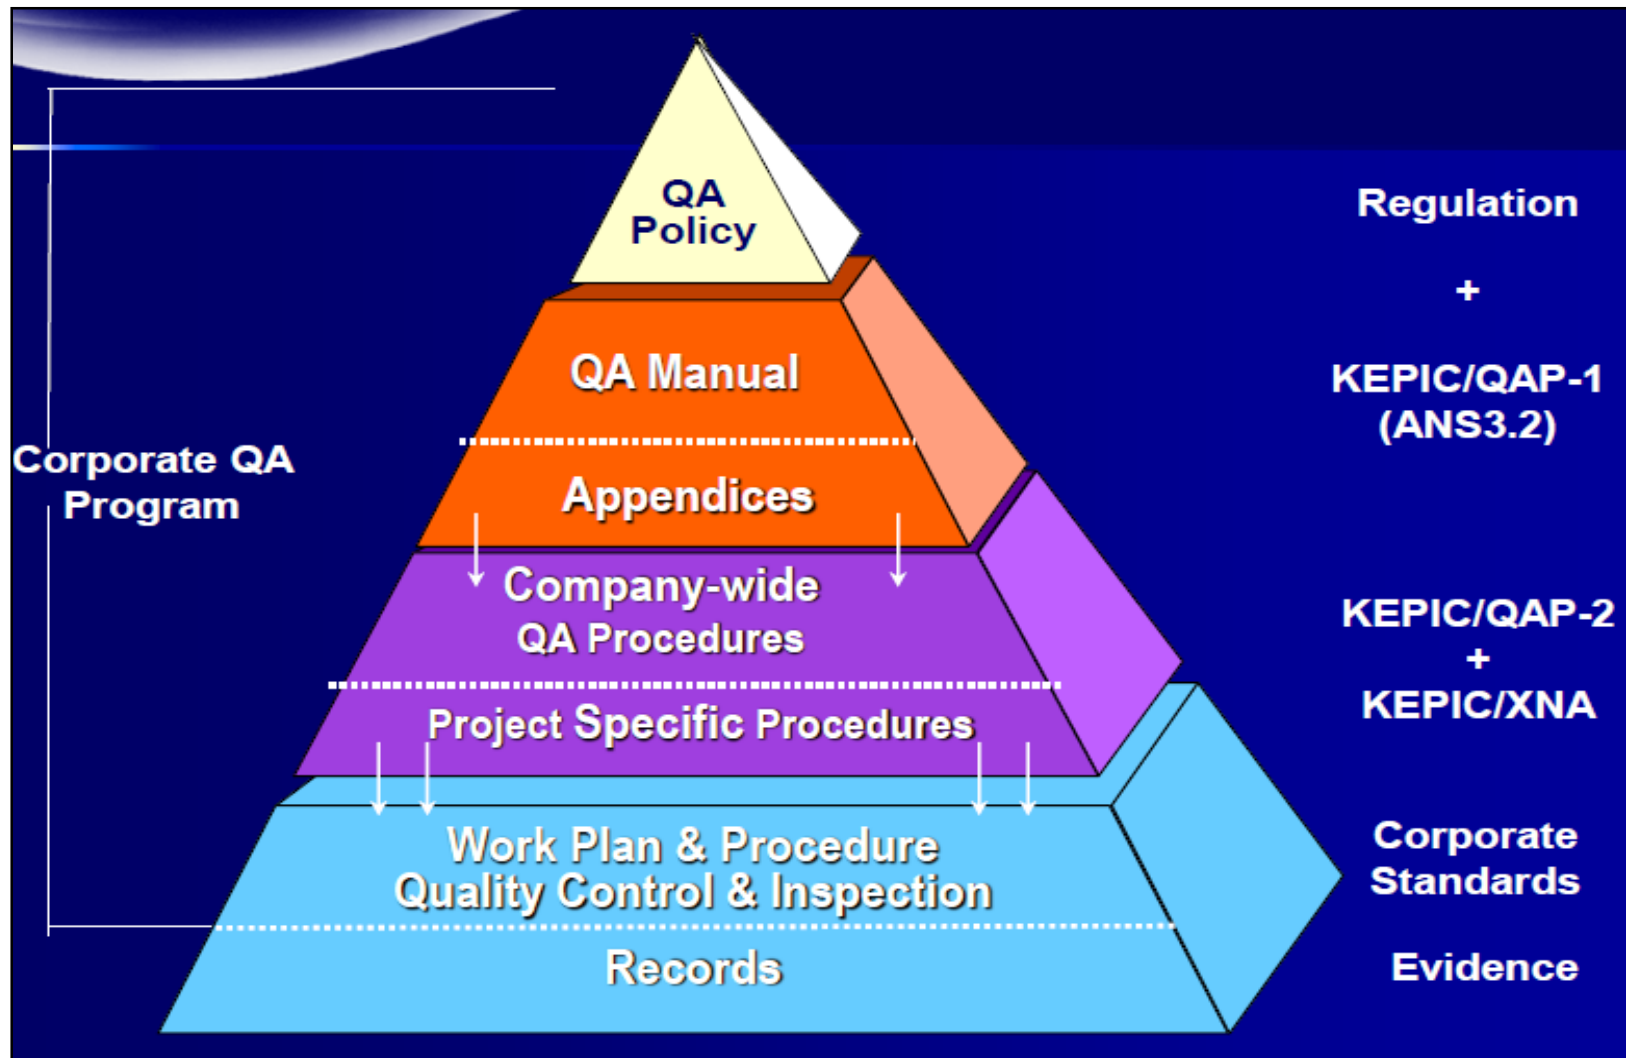 QA
Policy
QA Manual
Appendices
Company-wide
QA Procedures
Project Specific Procedures
Work Plan & Procedure
Quality Control & Inspection
Records
Corporate QA
Program
Regulation
+
KEPIC/QAP-1
(ANS3.2)
KEPIC/QAP-2
+
KEPIC/XNA
Corporate
Standards
Evidence